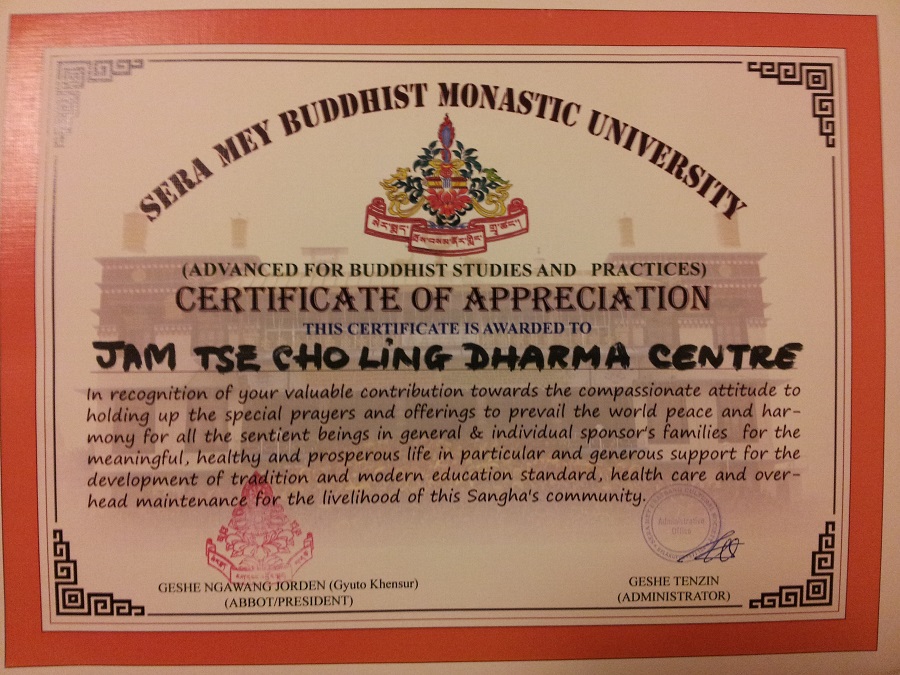 SERA MEY BUDDHIST MONASTIC UNIVERSITY
(ADVANCED FOR BUDDHIST STUDIES AND PRACTICES)
CERTIFICATE OF APPRECIATION
THIS CERTIFICATE IS AWARDED TO
JAM TSE CHO LING DHARMA CENTRE
In recognition of your valuable contribution towards the compassionate attitude to
holding up the special prayers and offerings to prevail the world peace and har-
mony for all the sentient beings in general & individual sponsor's families for the
meaningful, healthy and prosperous life in particular and generous support for the
development of tradition and modern education standard, health care and over-
head maintenance for the livelihood of this Sangha's community.
Administrative
Office
GESHE NGAWANG JORDEN (Gyuto Khensur)
(ABBOT/PRESIDENT)
GESHE TENZIN
(ADMINISTRATOR)